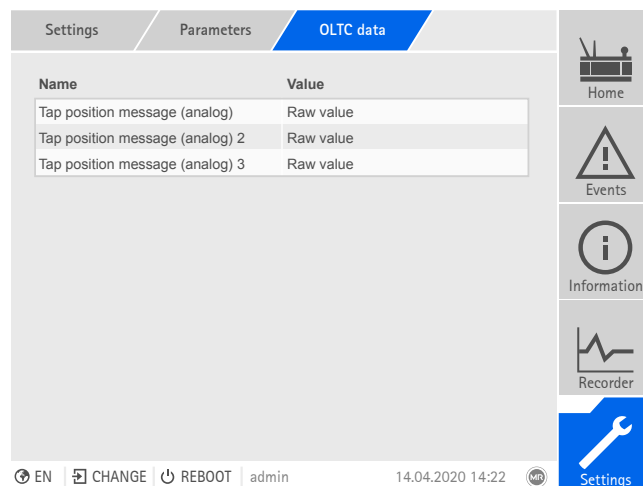 Settings Parameters OLTC data
Name Value
Tap position message (analog) Raw value
Tap position message (analog) 2 Raw value
Tap position message (analog) 3 Raw value
Home
Events
Information
Recorder
Settings
EN CHANGE REBOOT admin 14.04.2020 14:22 MR